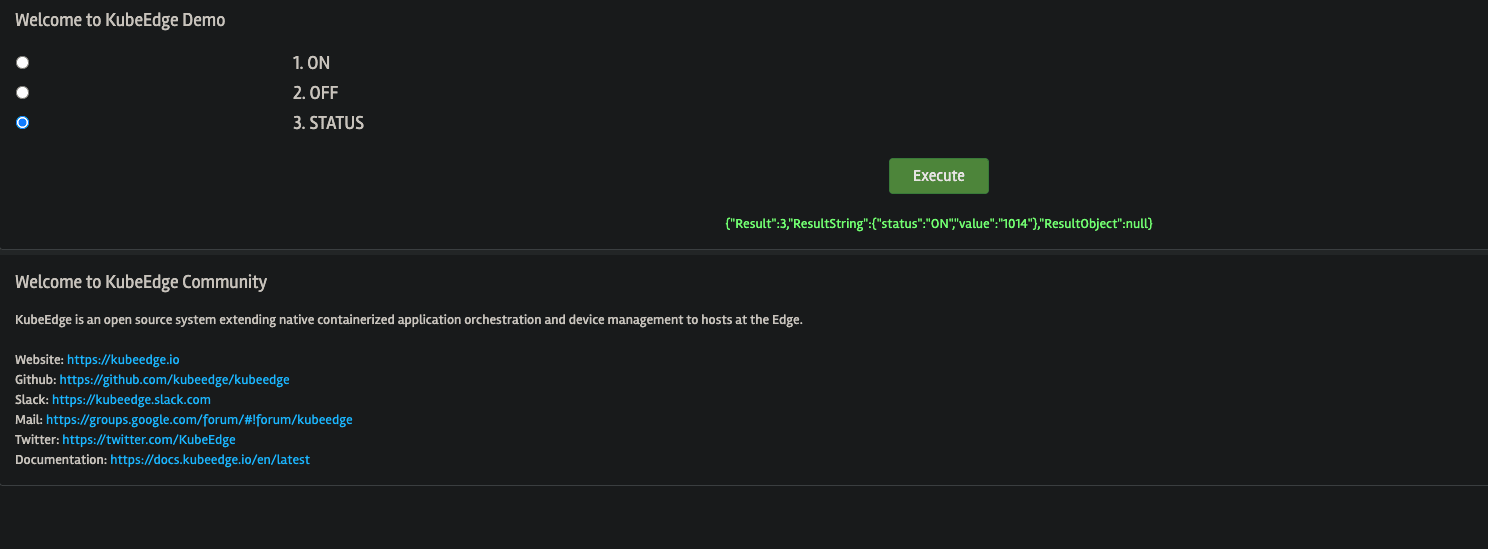 Welcome to KubeEdge Demo
1. ON
2. OFF
3. STATUS
Execute
{"Result":3,"ResultString":{"status":"ON","value":"1014"},"ResultObject":null}
Welcome to KubeEdge Community
KubeEdge is an open source system extending native containerized application orchestration and device management to hosts at the Edge.
Website: https://kubeedge.io
Github: https://github.com/kubeedge/kubeedge
Slack: https://kubeedge.slack.com
Mail: https://groups.google.com/forum/#!forum/kubeedge
Twitter: https://twitter.com/KubeEdge
Documentation: https://docs.kubeedge.io/en/latest